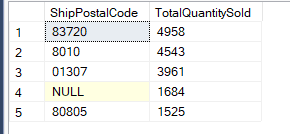 ShipPostalCode TotalQuantitySold
1 83720 4958
2 8010 4543
3 01307 3961
4 NULL 1684
5 80805 1525